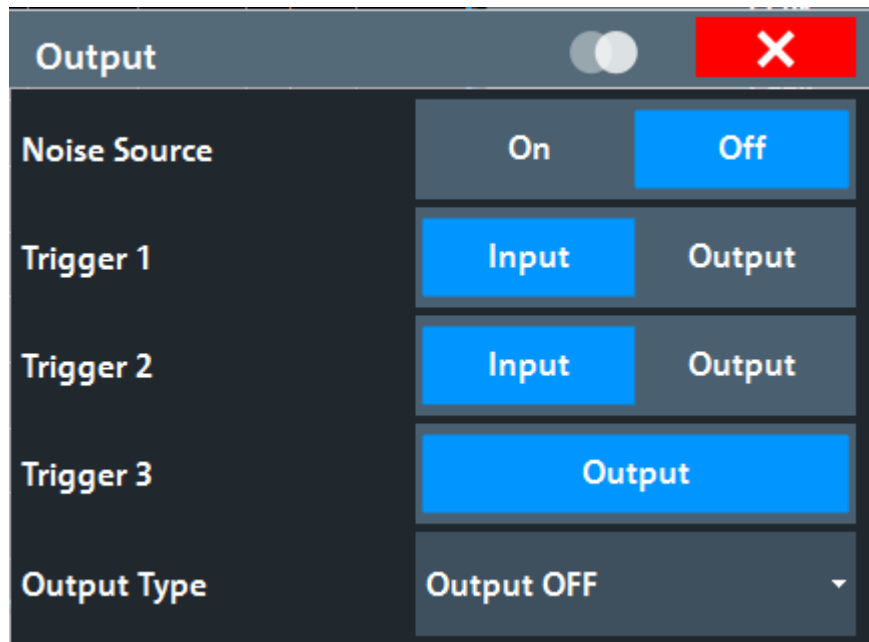 Output
Noise Source On Off
Trigger 1 Input Output
Trigger 2 Input Output
Trigger 3 Output
Output Type Output OFF